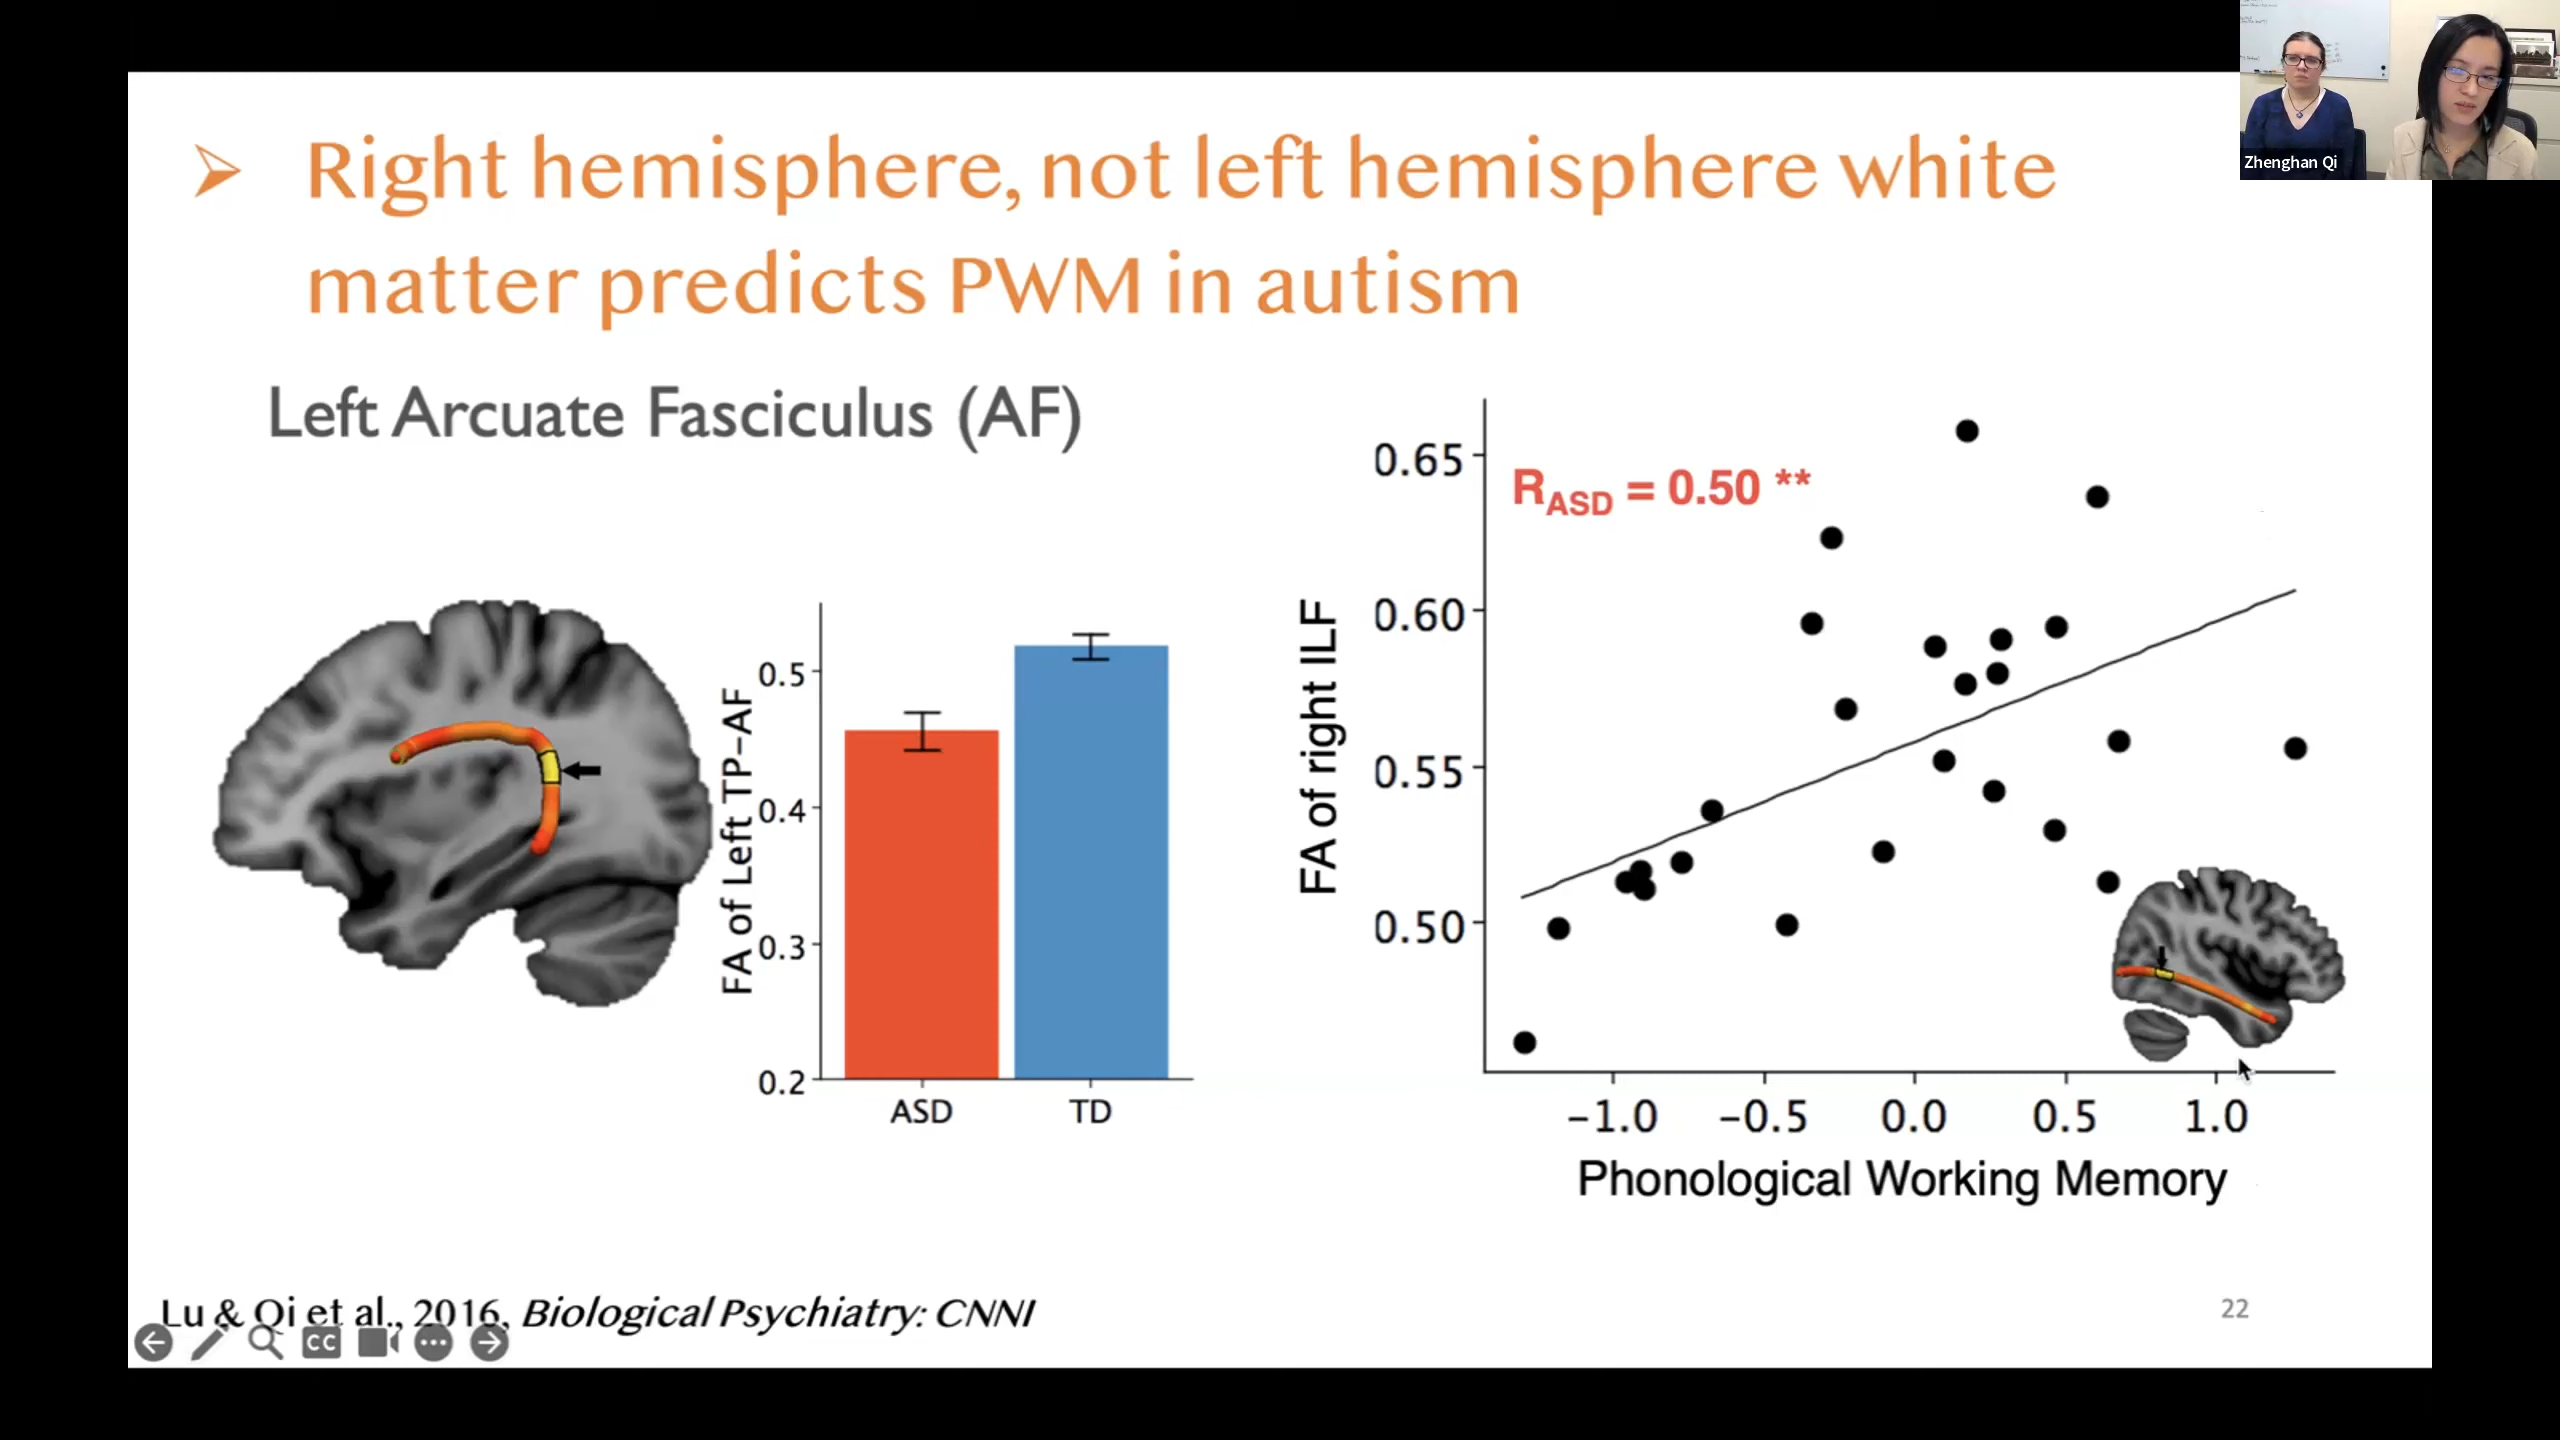 Zhenghan Qi
➢ Right hemisphere, not left hemisphere white
matter predicts PWM in autism
Left Arcuate Fasciculus (AF)
FA of Left TP-AF
0.5
0.4
0.3
0.2
ASD
TD
FA of right ILF
0.65
0.60
0.55
0.50
R_ASD = 0.50 **
-1.0 -0.5 0.0 0.5 1.0
Phonological Working Memory
Lu & Qi et al., 2016, Biological Psychiatry: CNNI
22
CC